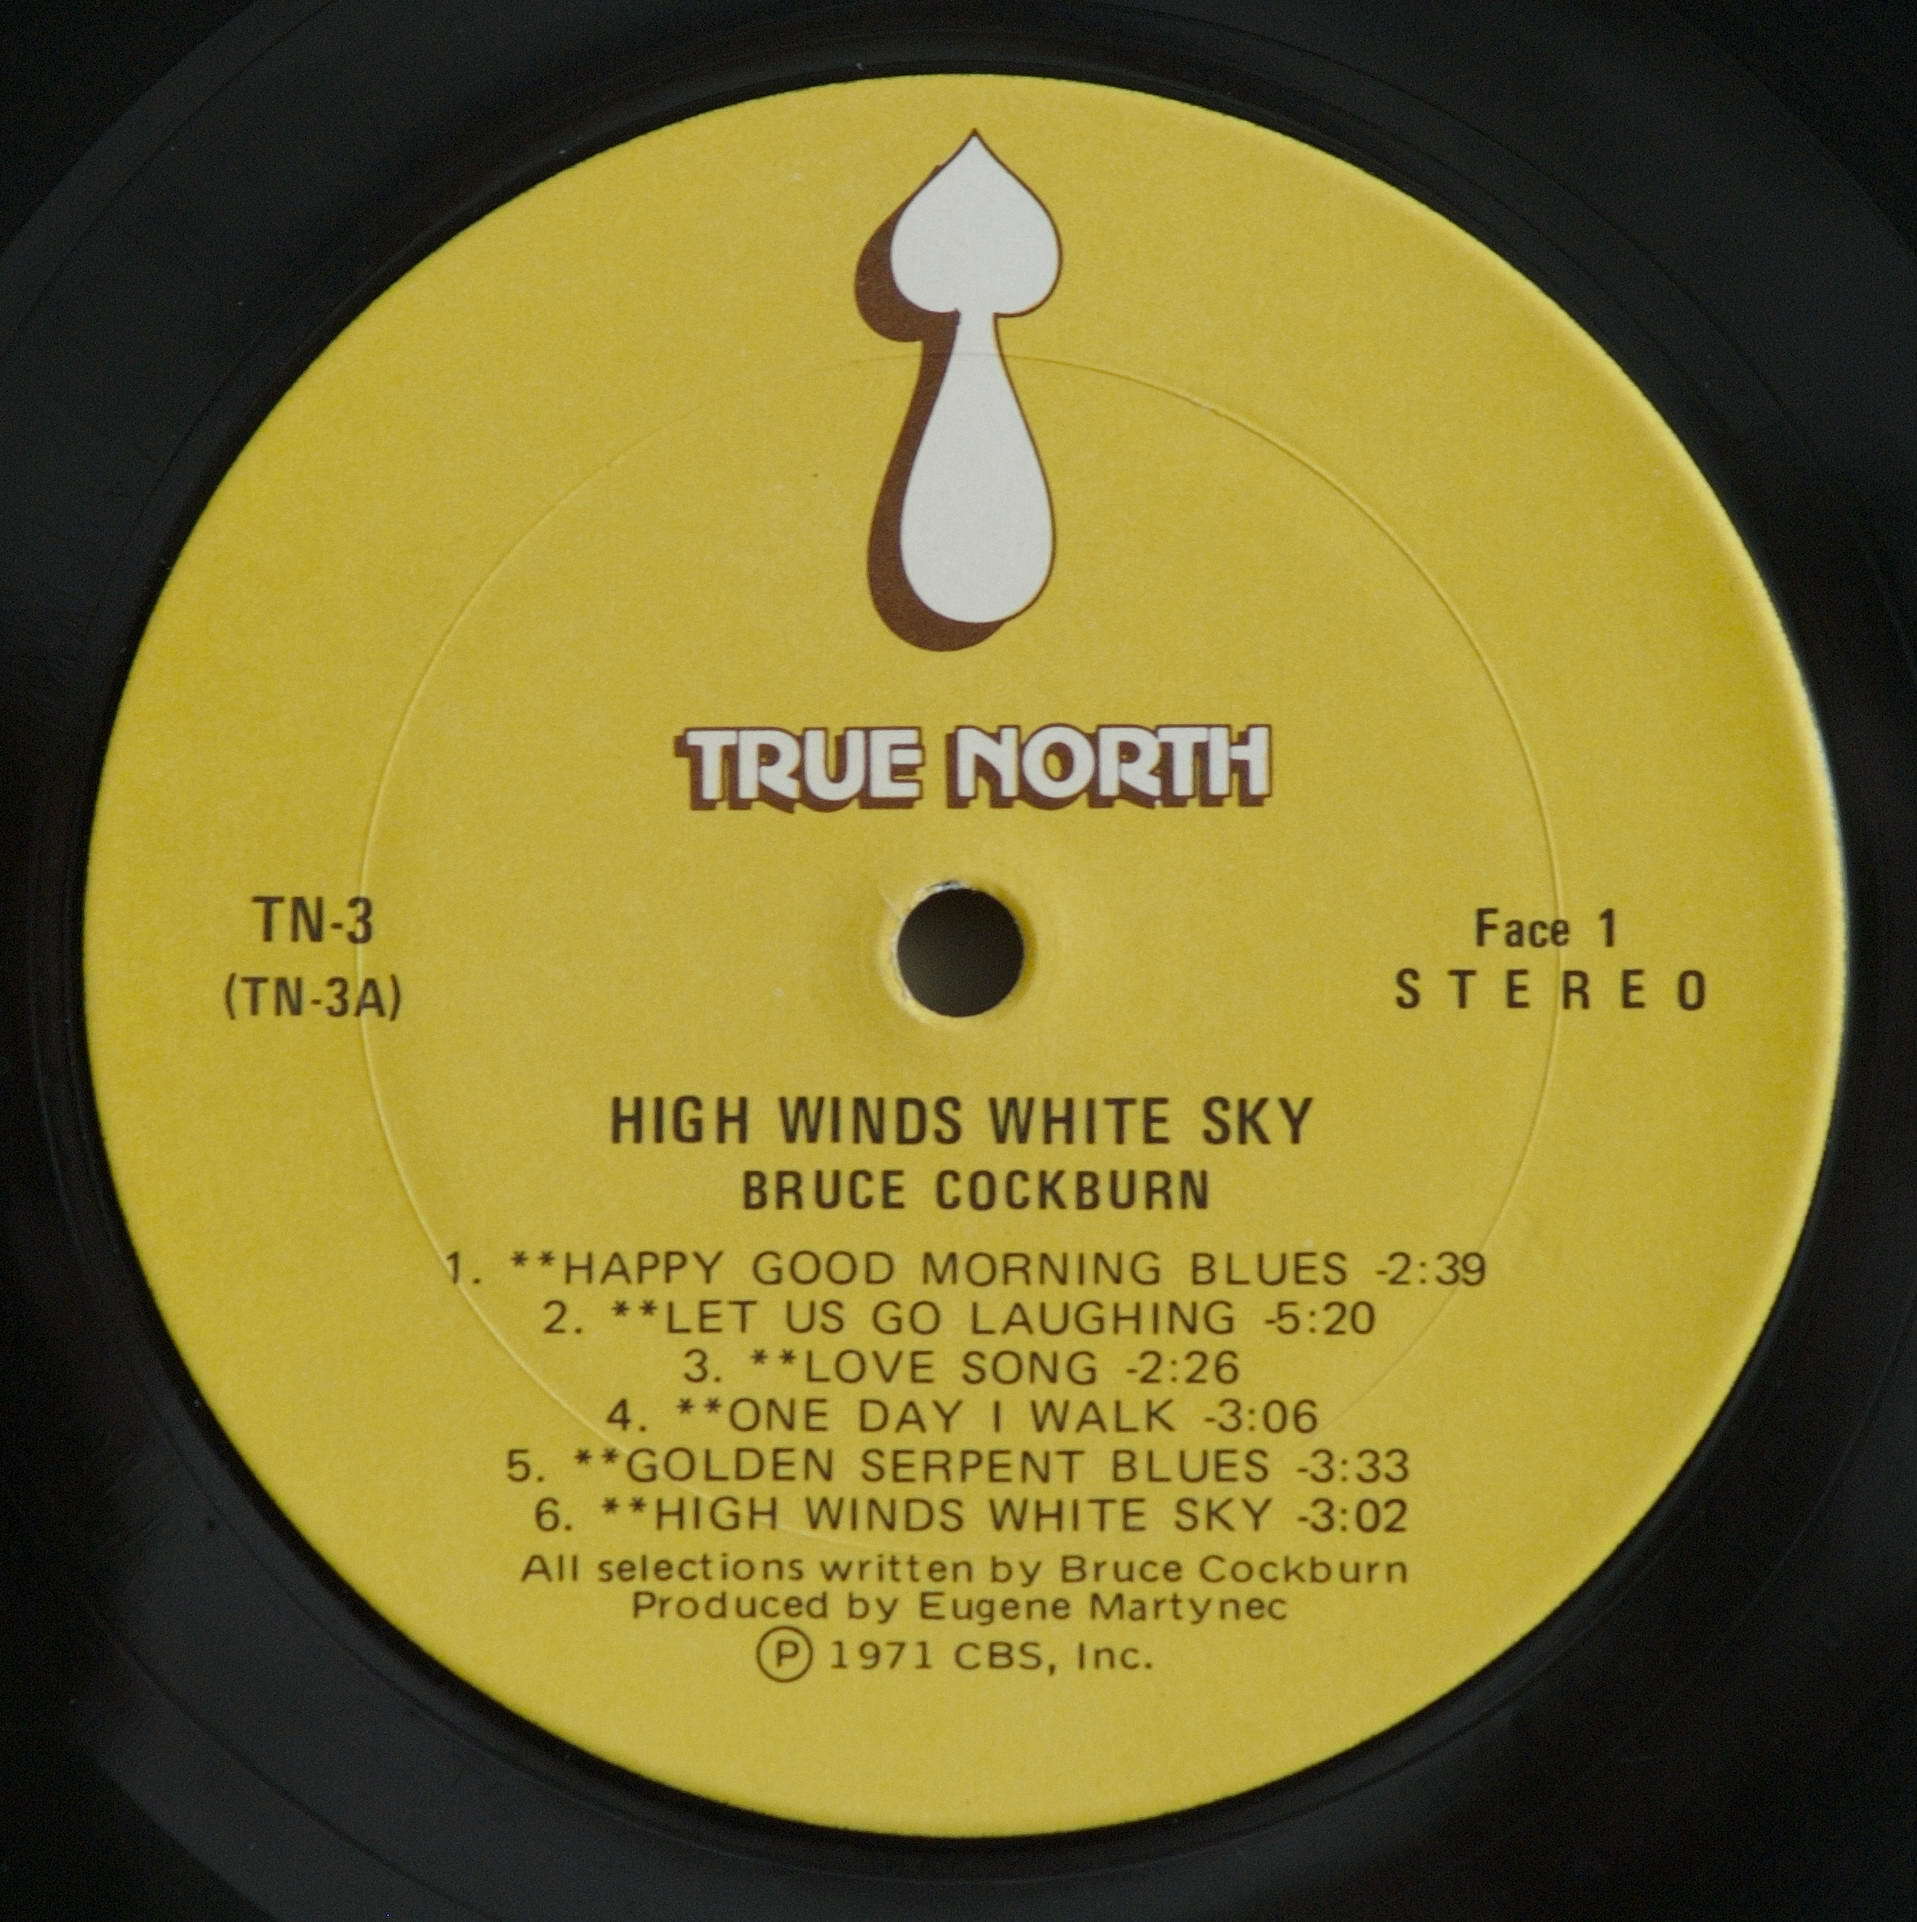 TRUE NORTH
TN-3
(TN-3A)
Face 1
STEREO
HIGH WINDS WHITE SKY
BRUCE COCKBURN
1. **HAPPY GOOD MORNING BLUES -2:39
2. **LET US GO LAUGHING -5:20
3. **LOVE SONG -2:26
4. **ONE DAY I WALK -3:06
5. **GOLDEN SERPENT BLUES -3:33
6. **HIGH WINDS WHITE SKY -3:02
All selections written by Bruce Cockburn
Produced by Eugene Martynec
Ⓟ 1971 CBS, Inc.